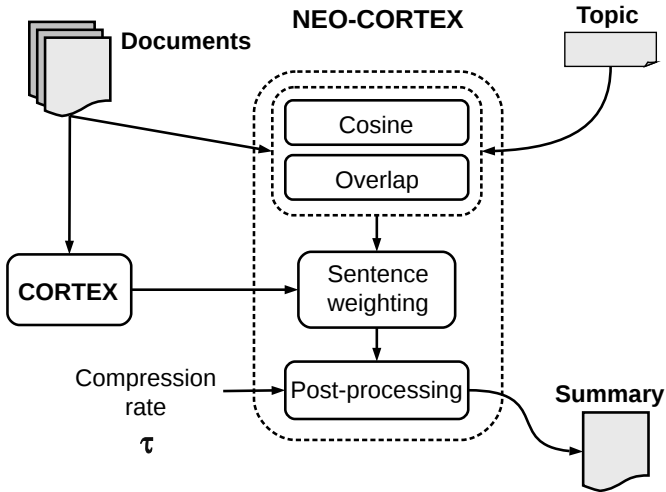 NEO-CORTEX
Topic
Documents
Cosine
Overlap
CORTEX
Sentence
weighting
Compression
rate
τ
Post-processing
Summary